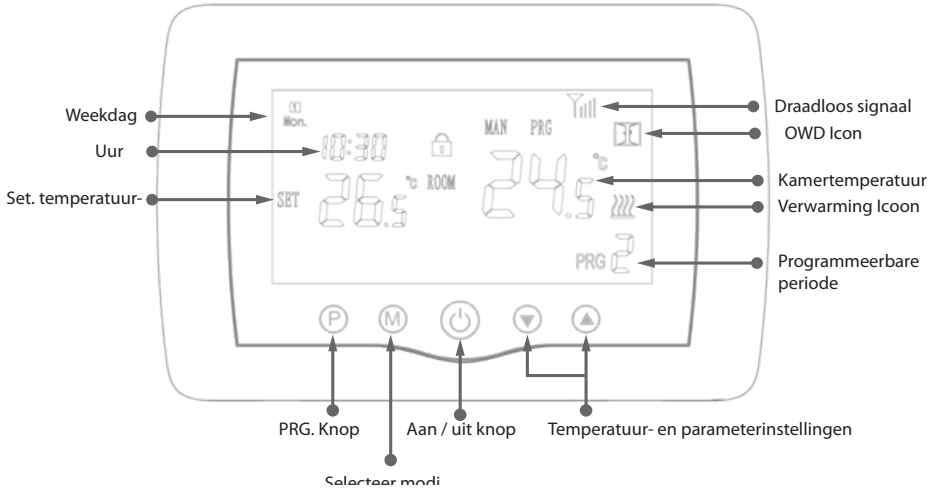 Weekdag
Uur
Set. temperatuur-
1
Mon.
10:30
SET
26.5 °c
ROOM
MAN PRG
24.5 °c
PRG 2
Draadloos signaal
OWD Icon
Kamertemperatuur
Verwarming Icoon
Programmeerbare
periode
P
M
PRG. Knop
Aan / uit knop
Temperatuur- en parameterinstellingen
Selecteer modi